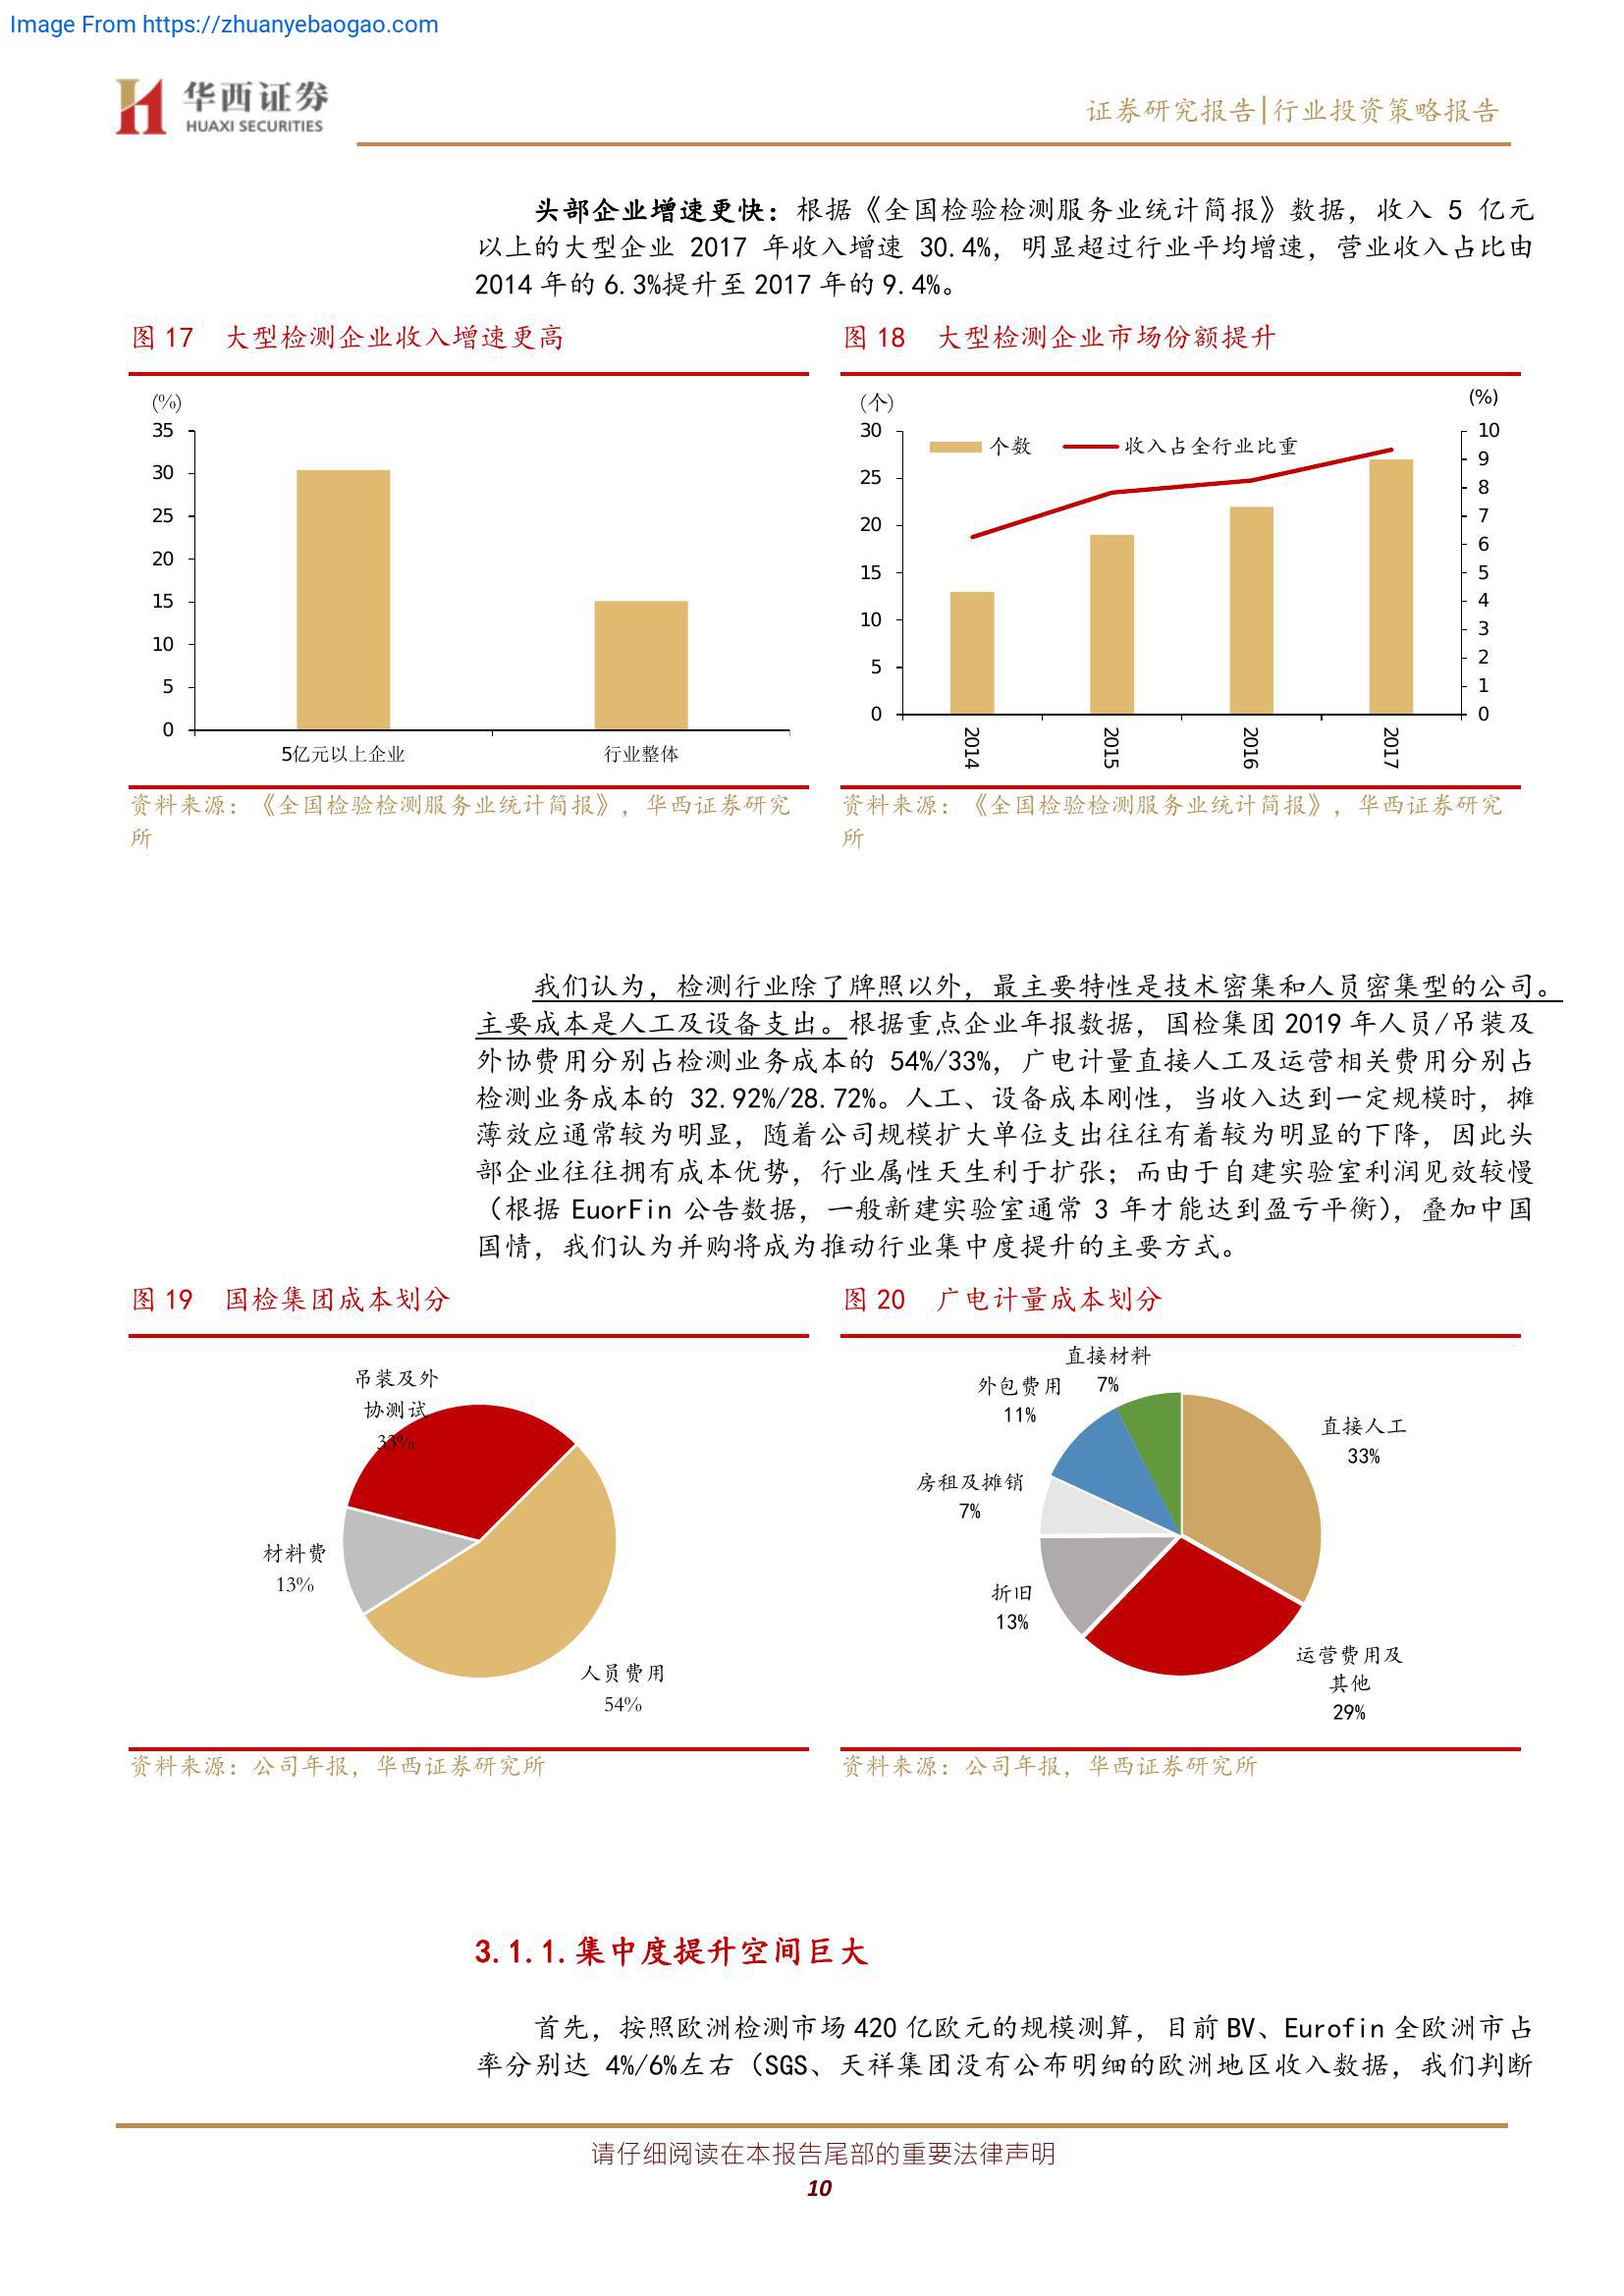 Image From https://zhuanyebaogao.com
华西证券
HUAXI SECURITIES
证券研究报告|行业投资策略报告
头部企业增速更快：根据《全国检验检测服务业统计简报》数据，收入 5 亿元
以上的大型企业 2017 年收入增速 30.4%，明显超过行业平均增速，营业收入占比由
2014 年的 6.3%提升至 2017 年的 9.4%。
图 17 大型检测企业收入增速更高
(%)
35
30
25
20
15
10
5
0
5亿元以上企业
行业整体
资料来源：《全国检验检测服务业统计简报》，华西证券研究
所
图 18 大型检测企业市场份额提升
(个)
(%)
个数
收入占全行业比重
30
25
20
15
10
5
0
10
9
8
7
6
5
4
3
2
1
0
2014
2015
2016
2017
资料来源：《全国检验检测服务业统计简报》，华西证券研究
所
我们认为，检测行业除了牌照以外，最主要特性是技术密集和人员密集型的公司。
主要成本是人工及设备支出。根据重点企业年报数据，国检集团 2019 年人员/吊装及
外协费用分别占检测业务成本的 54%/33%，广电计量直接人工及运营相关费用分别占
检测业务成本的 32.92%/28.72%。人工、设备成本刚性，当收入达到一定规模时，摊
薄效应通常较为明显，随着公司规模扩大单位支出往往有着较为明显的下降，因此头
部企业往往拥有成本优势，行业属性天生利于扩张；而由于自建实验室利润见效较慢
（根据 EuorFin 公告数据，一般新建实验室通常 3 年才能达到盈亏平衡），叠加中国
国情，我们认为并购将成为推动行业集中度提升的主要方式。
图 19 国检集团成本划分
吊装及外
协测试
33%
材料费
13%
人员费用
54%
资料来源：公司年报，华西证券研究所
图 20 广电计量成本划分
直接材料
7%
外包费用
11%
直接人工
33%
房租及摊销
7%
折旧
13%
运营费用及
其他
29%
资料来源：公司年报，华西证券研究所
3.1.1.集中度提升空间巨大
首先，按照欧洲检测市场 420 亿欧元的规模测算，目前 BV、Eurofin 全欧洲市占
率分别达 4%/6%左右（SGS、天祥集团没有公布明细的欧洲地区收入数据，我们判断
请仔细阅读在本报告尾部的重要法律声明
10